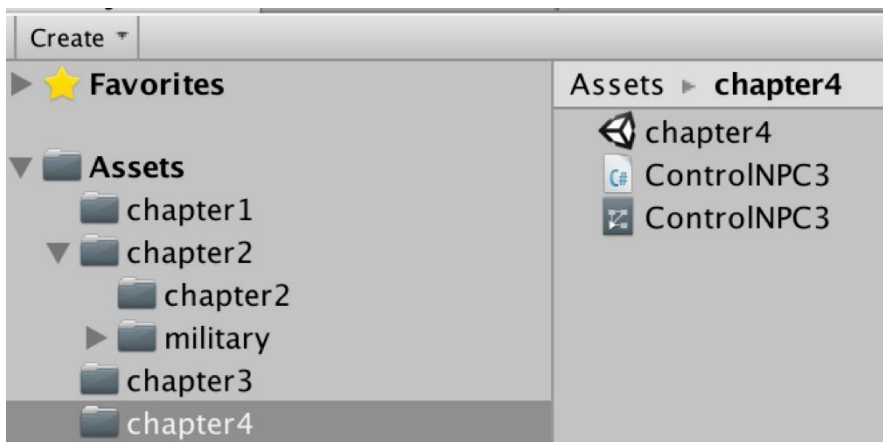 Create
Favorites
Assets
chapter1
chapter2
chapter2
military
chapter3
chapter4
Assets chapter4
chapter4
C# ControlNPC3
ControlNPC3